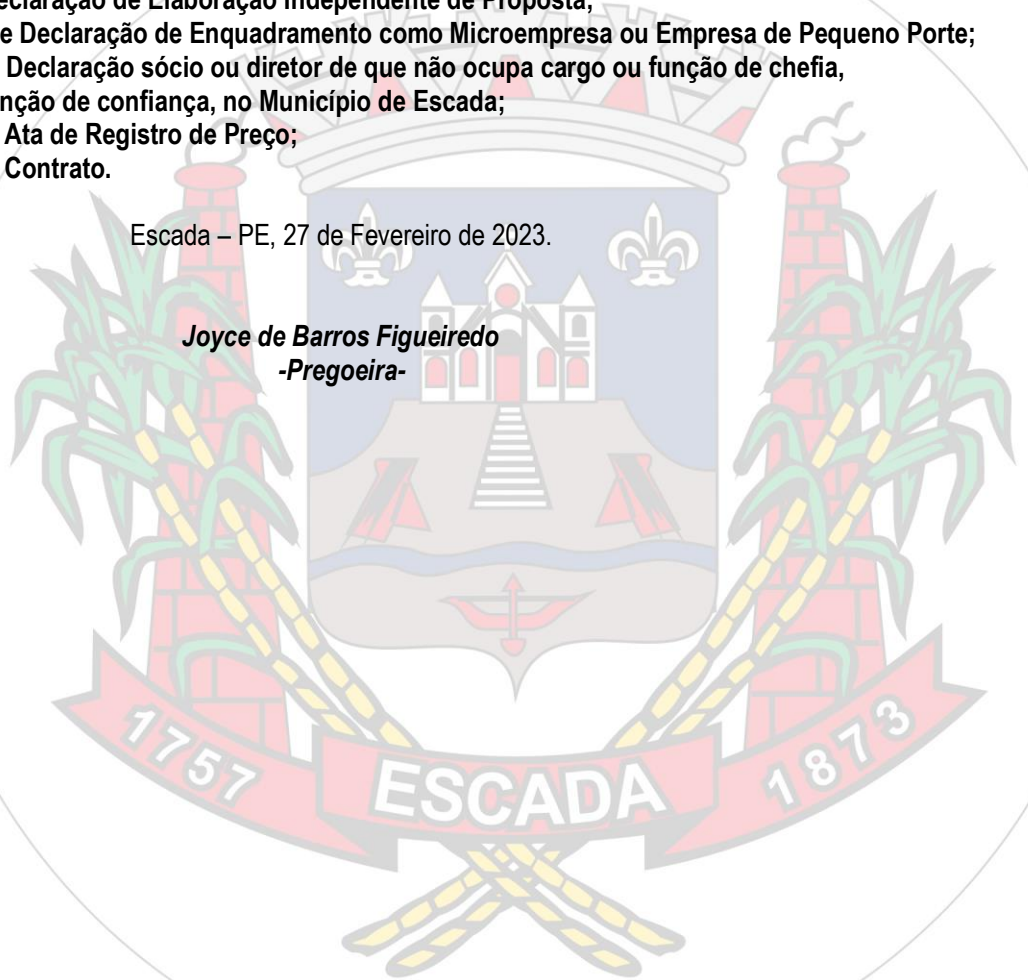 eclaração de Elaboração Independente de Proposta;
e Declaração de Enquadramento como Microempresa ou Empresa de Pequeno Porte;
Declaração sócio ou diretor de que não ocupa cargo ou função de chefia,
nção de confiança, no Município de Escada;
Ata de Registro de Preço;
Contrato.
Escada – PE, 27 de Fevereiro de 2023.
Joyce de Barros Figueiredo
-Pregoeira-
1757 ESCADA 1873